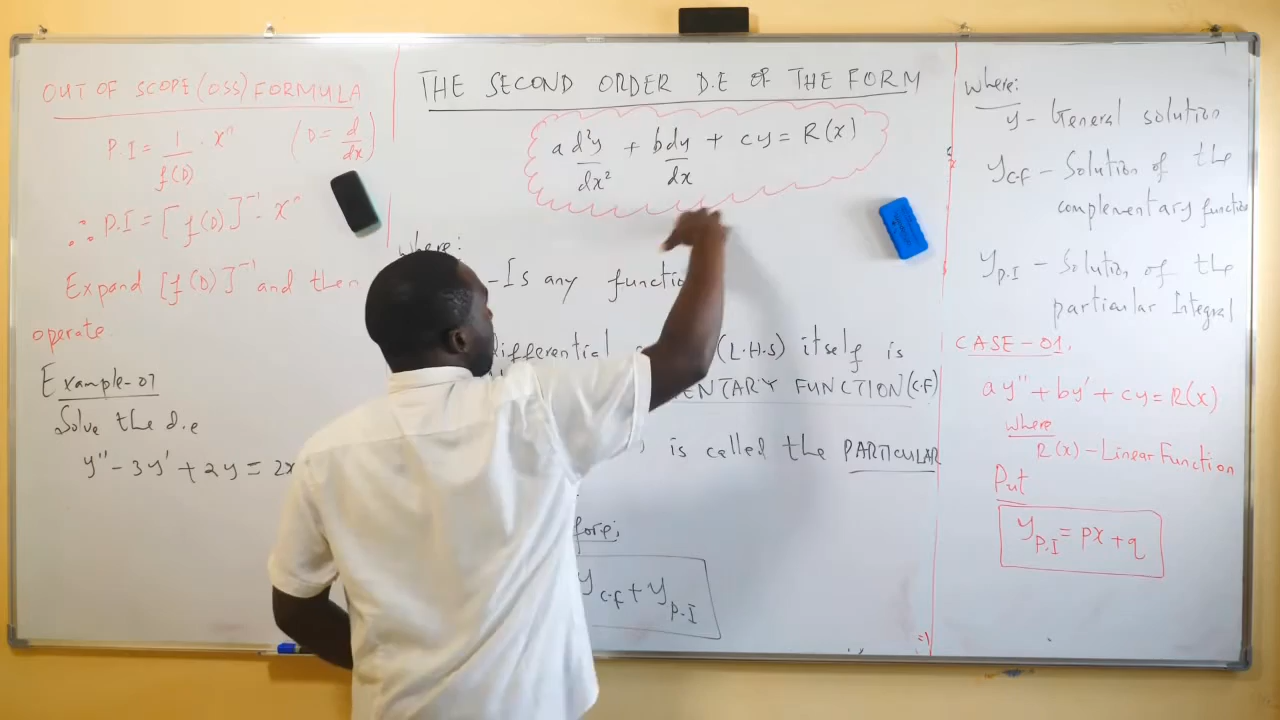 OUT OF SCOPE (OSS) FORMULA
P.I = 1/f(D) · xⁿ (D = d/dx)
∴ P.I = [f(D)]⁻¹ · xⁿ
Expand [f(D)]⁻¹ and then
operate.
Example-01
Solve the d.e
y'' - 3y' + 2y = 2x
THE SECOND ORDER D.E OF THE FORM
a d²y/dx² + b dy/dx + cy = R(x)
where:
- Is any
(L.H.S) itself is
FUNCTION (C.F)
is called the PARTICULAR
y C.F + y P.I
where:
y - General solution
y C.F - Solution of the
complementary function
y P.I - Solution of the
particular Integral
CASE-01.
ay'' + by' + cy = R(x)
where
R(x) - Linear Function
Put
y P.I = px + q